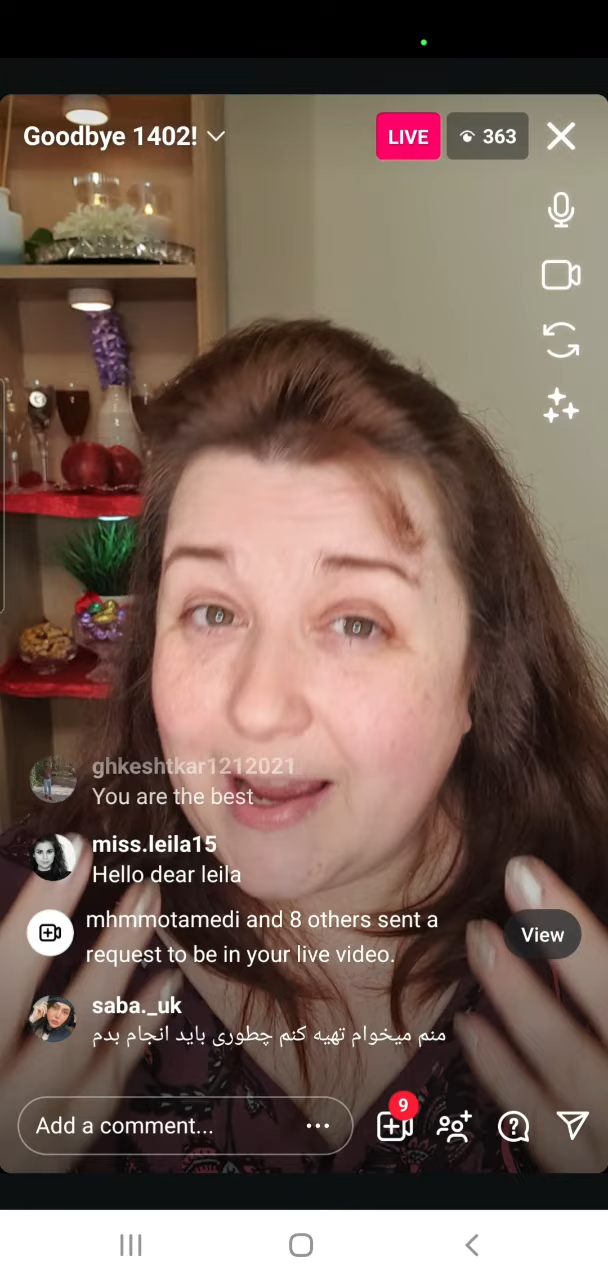 Goodbye 1402!
LIVE
363
ghkeshtkar1212021
You are the best
miss.leila15
Hello dear leila
mhmmotamedi and 8 others sent a
request to be in your live video.
View
saba._uk
منم میخوام تهیه کنم چطوری باید انجام بدم
9
Add a comment...